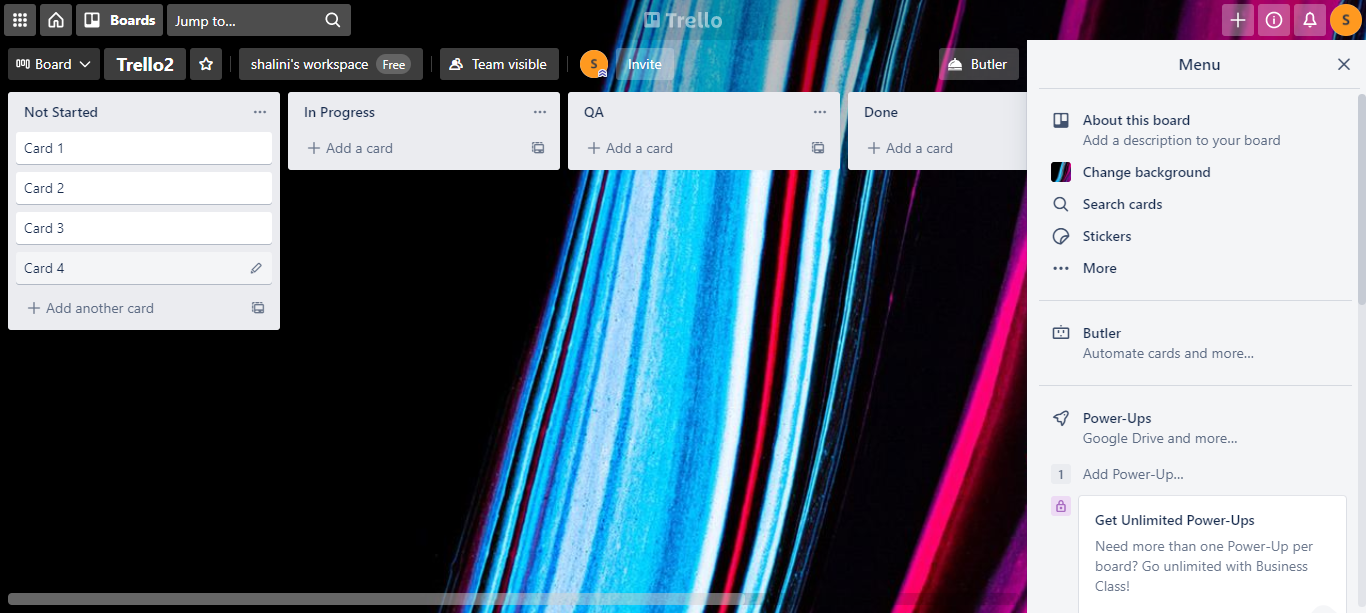 Boards
Jump to...
Trello
S
Board
Trello2
shalini's workspace Free
Team visible
S
Invite
Butler
Not Started
Card 1
Card 2
Card 3
Card 4
Add another card
In Progress
Add a card
QA
Add a card
Done
Add a card
Menu
About this board
Add a description to your board
Change background
Search cards
Stickers
More
Butler
Automate cards and more...
Power-Ups
Google Drive and more...
1 Add Power-Up...
Get Unlimited Power-Ups
Need more than one Power-Up per
board? Go unlimited with Business
Class!